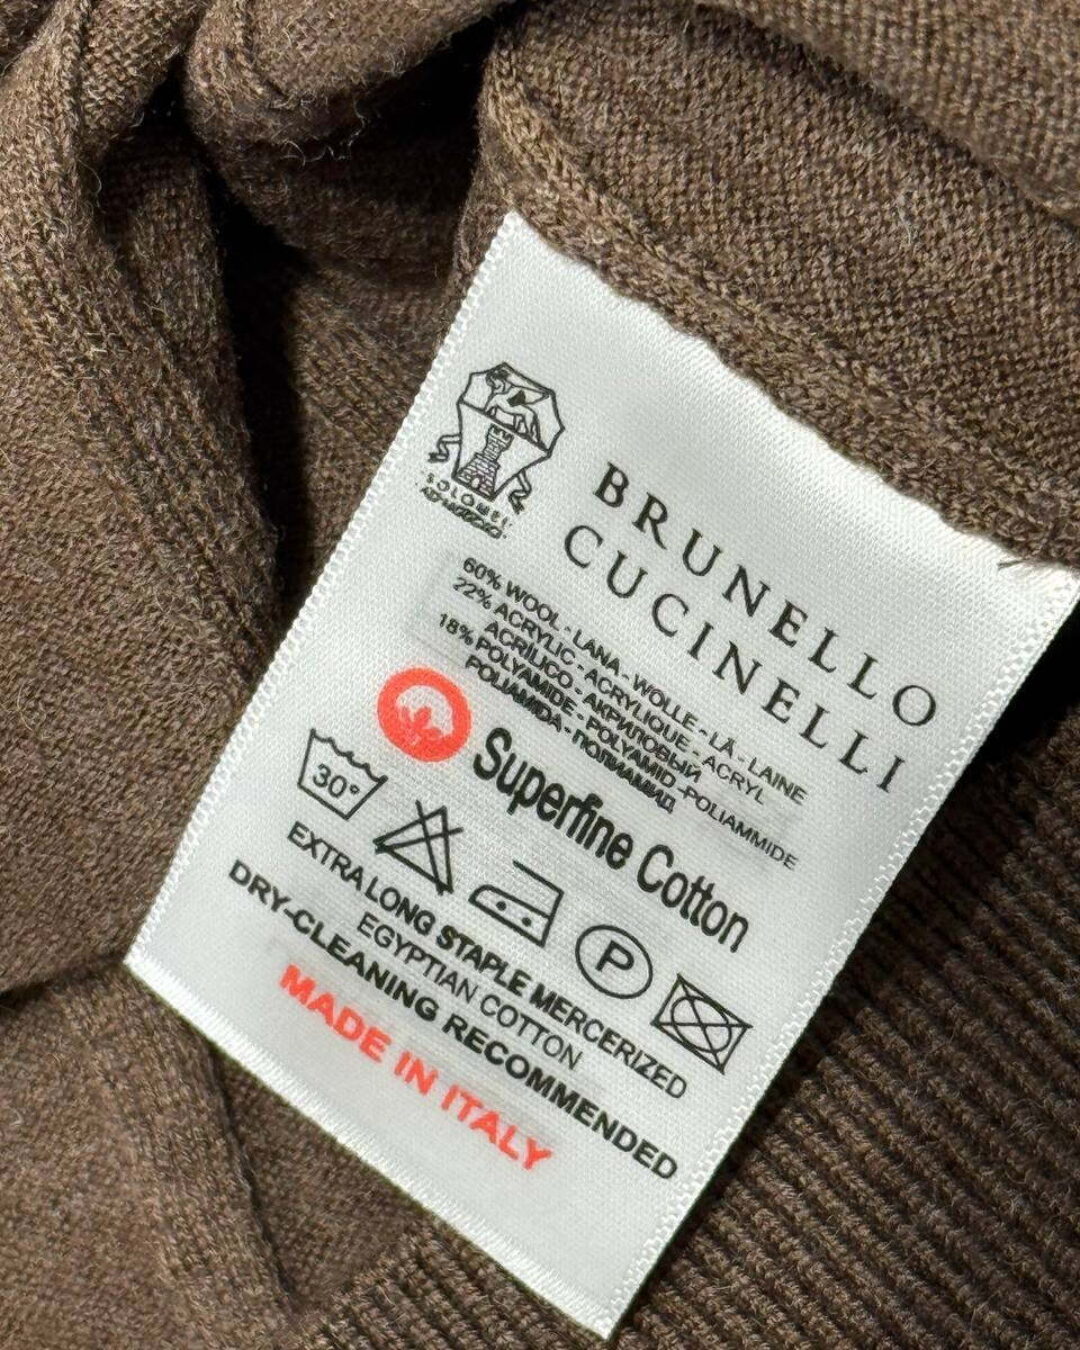 SOLOMEI
BRUNELLO
CUCINELLI
60% WOOL - LANA - WOLLE - LÃ - LAINE
22% ACRYLIC - ACRYLIQUE - ACRYL
ACRÍLICO - АКРИЛОВЫЙ
18% POLYAMIDE - POLYAMID - POLIAMMIDE
POLIAMIDA - ПОЛИАМИД
Superfine Cotton
30°
P
EXTRA LONG STAPLE MERCERIZED
EGYPTIAN COTTON
DRY-CLEANING RECOMMENDED
MADE IN ITALY